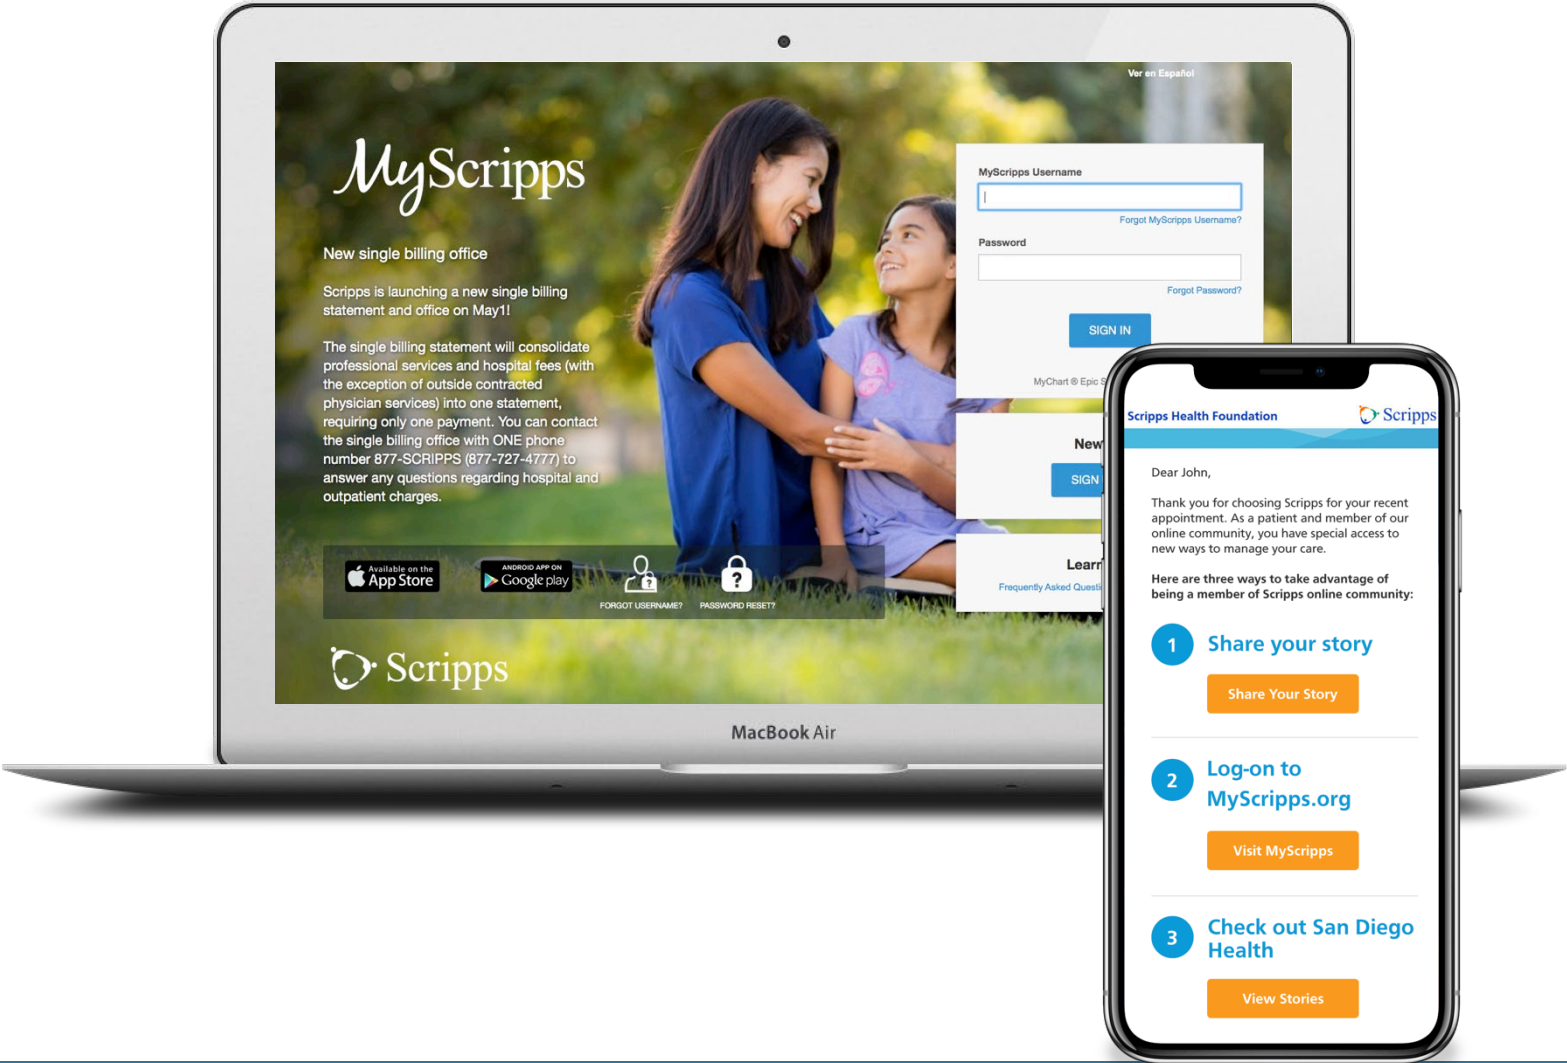 Ver en Español
MyScripps
New single billing office
Scripps is launching a new single billing
statement and office on May1!
The single billing statement will consolidate
professional services and hospital fees (with
the exception of outside contracted
physician services) into one statement,
requiring only one payment. You can contact
the single billing office with ONE phone
number 877-SCRIPPS (877-727-4777) to
answer any questions regarding hospital and
outpatient charges.
Available on the
App Store
ANDROID APP ON
Google play
FORGOT USERNAME?
PASSWORD RESET?
Scripps
MyScripps Username
Forgot MyScripps Username?
Password
Forgot Password?
SIGN IN
MyChart ® Epic S
New
SIGN
Learn
Frequently Asked Questi
MacBook Air
Scripps Health Foundation
Scripps
Dear John,
Thank you for choosing Scripps for your recent
appointment. As a patient and member of our
online community, you have special access to
new ways to manage your care.
Here are three ways to take advantage of
being a member of Scripps online community:
1 Share your story
Share Your Story
2 Log-on to
MyScripps.org
Visit MyScripps
3 Check out San Diego
Health
View Stories